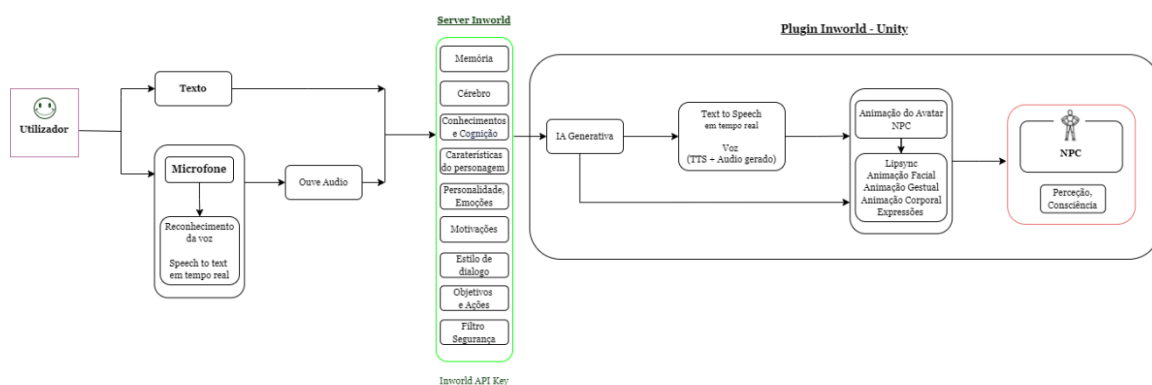 Server Inworld
Plugin Inworld - Unity
Utilizador
Texto
Microfone
Reconhecimento
da voz
Speech to text
em tempo real
Ouve Audio
Memória
Cérebro
Conhecimentos
e Cognição
Caraterísticas
do personagem
Personalidade,
Emoções
Motivações
Estilo de
dialogo
Objetivos
e Ações
Filtro
Segurança
Inworld API Key
IA Generativa
Text to Speech
em tempo real
Voz
(TTS + Audio gerado)
Animação do Avatar
NPC
Lipsync
Animação Facial
Animação Gestual
Animação Corporal
Expressões
NPC
Perceção,
Consciência